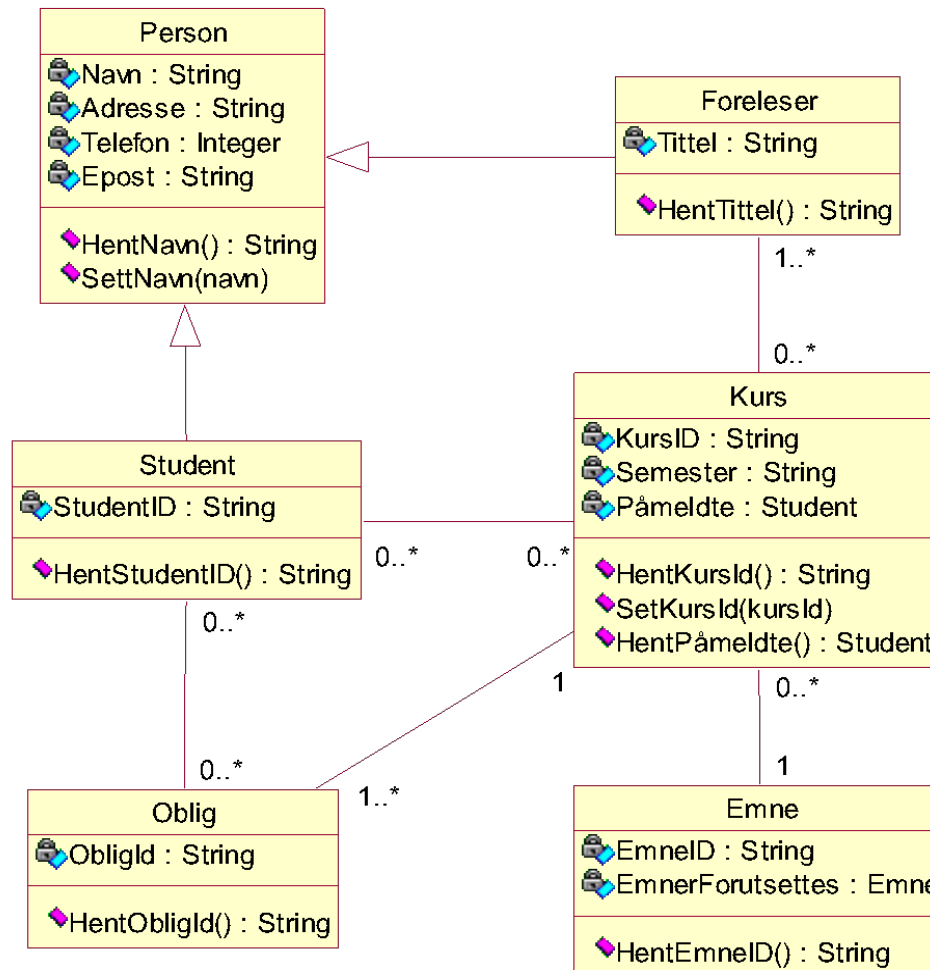 Person
Navn : String
Adresse : String
Telefon : Integer
Epost : String
HentNavn() : String
SettNavn(navn)
Foreleser
Tittel : String
HentTittel() : String
1..*
0..*
Kurs
KursID : String
Semester : String
Påmeldte : Student
HentKursId() : String
SetKursId(kursId)
HentPåmeldte() : Student
Student
StudentID : String
HentStudentID() : String
0..*
0..*
0..*
1
0..*
0..*
1..*
1
Oblig
ObligId : String
HentObligId() : String
Emne
EmneID : String
EmnerForutsettes : Emne
HentEmneID() : String